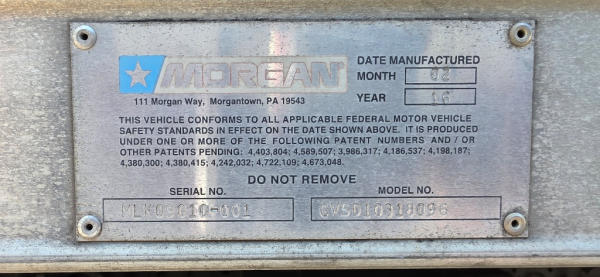 MORGAN
111 Morgan Way, Morgantown, PA 19543
DATE MANUFACTURED
MONTH 02
YEAR 16
THIS VEHICLE CONFORMS TO ALL APPLICABLE FEDERAL MOTOR VEHICLE
SAFETY STANDARDS IN EFFECT ON THE DATE SHOWN ABOVE. IT IS PRODUCED
UNDER ONE OR MORE OF THE FOLLOWING PATENT NUMBERS AND / OR
OTHER PATENTS PENDING; 4,403,804; 4,589,507; 3,986,317; 4,186,537; 4,198,187;
4,380,300; 4,380,415; 4,242,032; 4,722,109; 4,673,048.
DO NOT REMOVE
SERIAL NO.
MODEL NO.